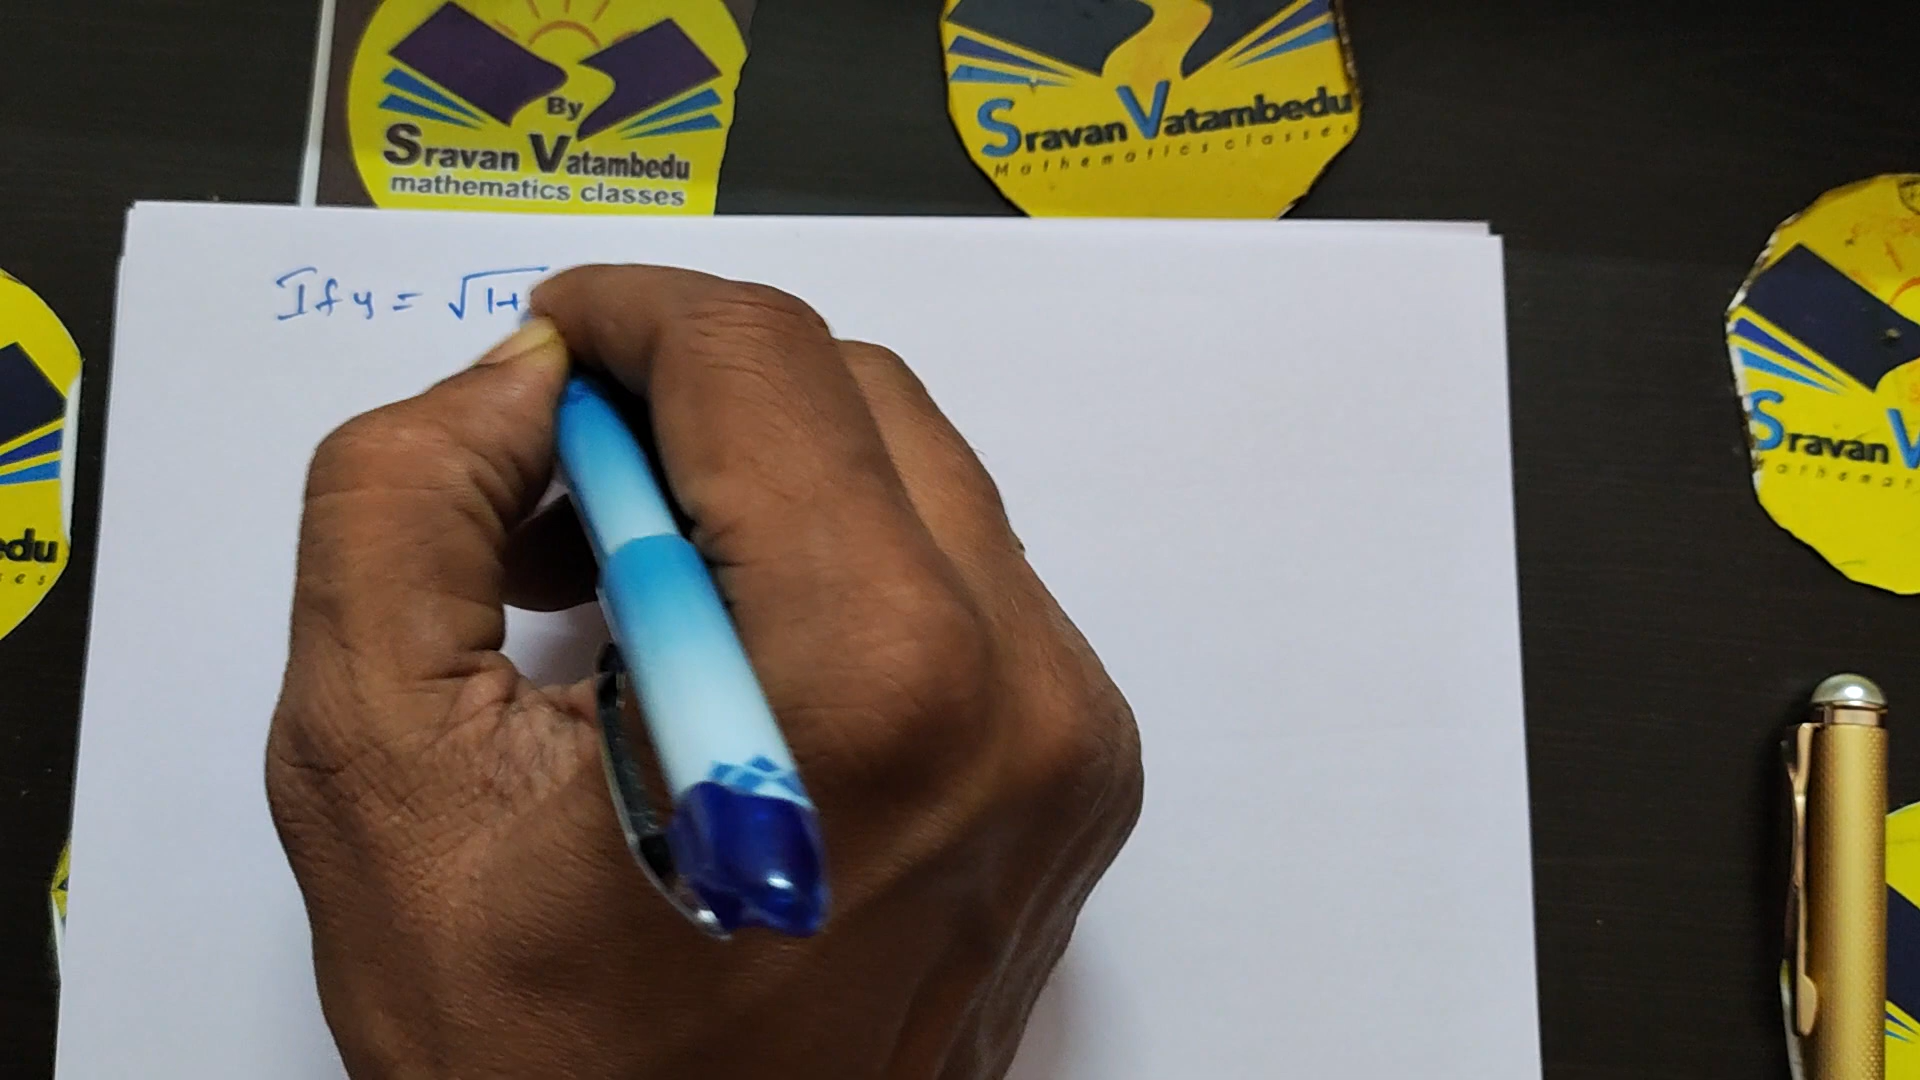 By
Sravan Vatambedu
mathematics classes
Sravan Vatambedu
Mathematics classes
If y = √1+
Sravan V
edu